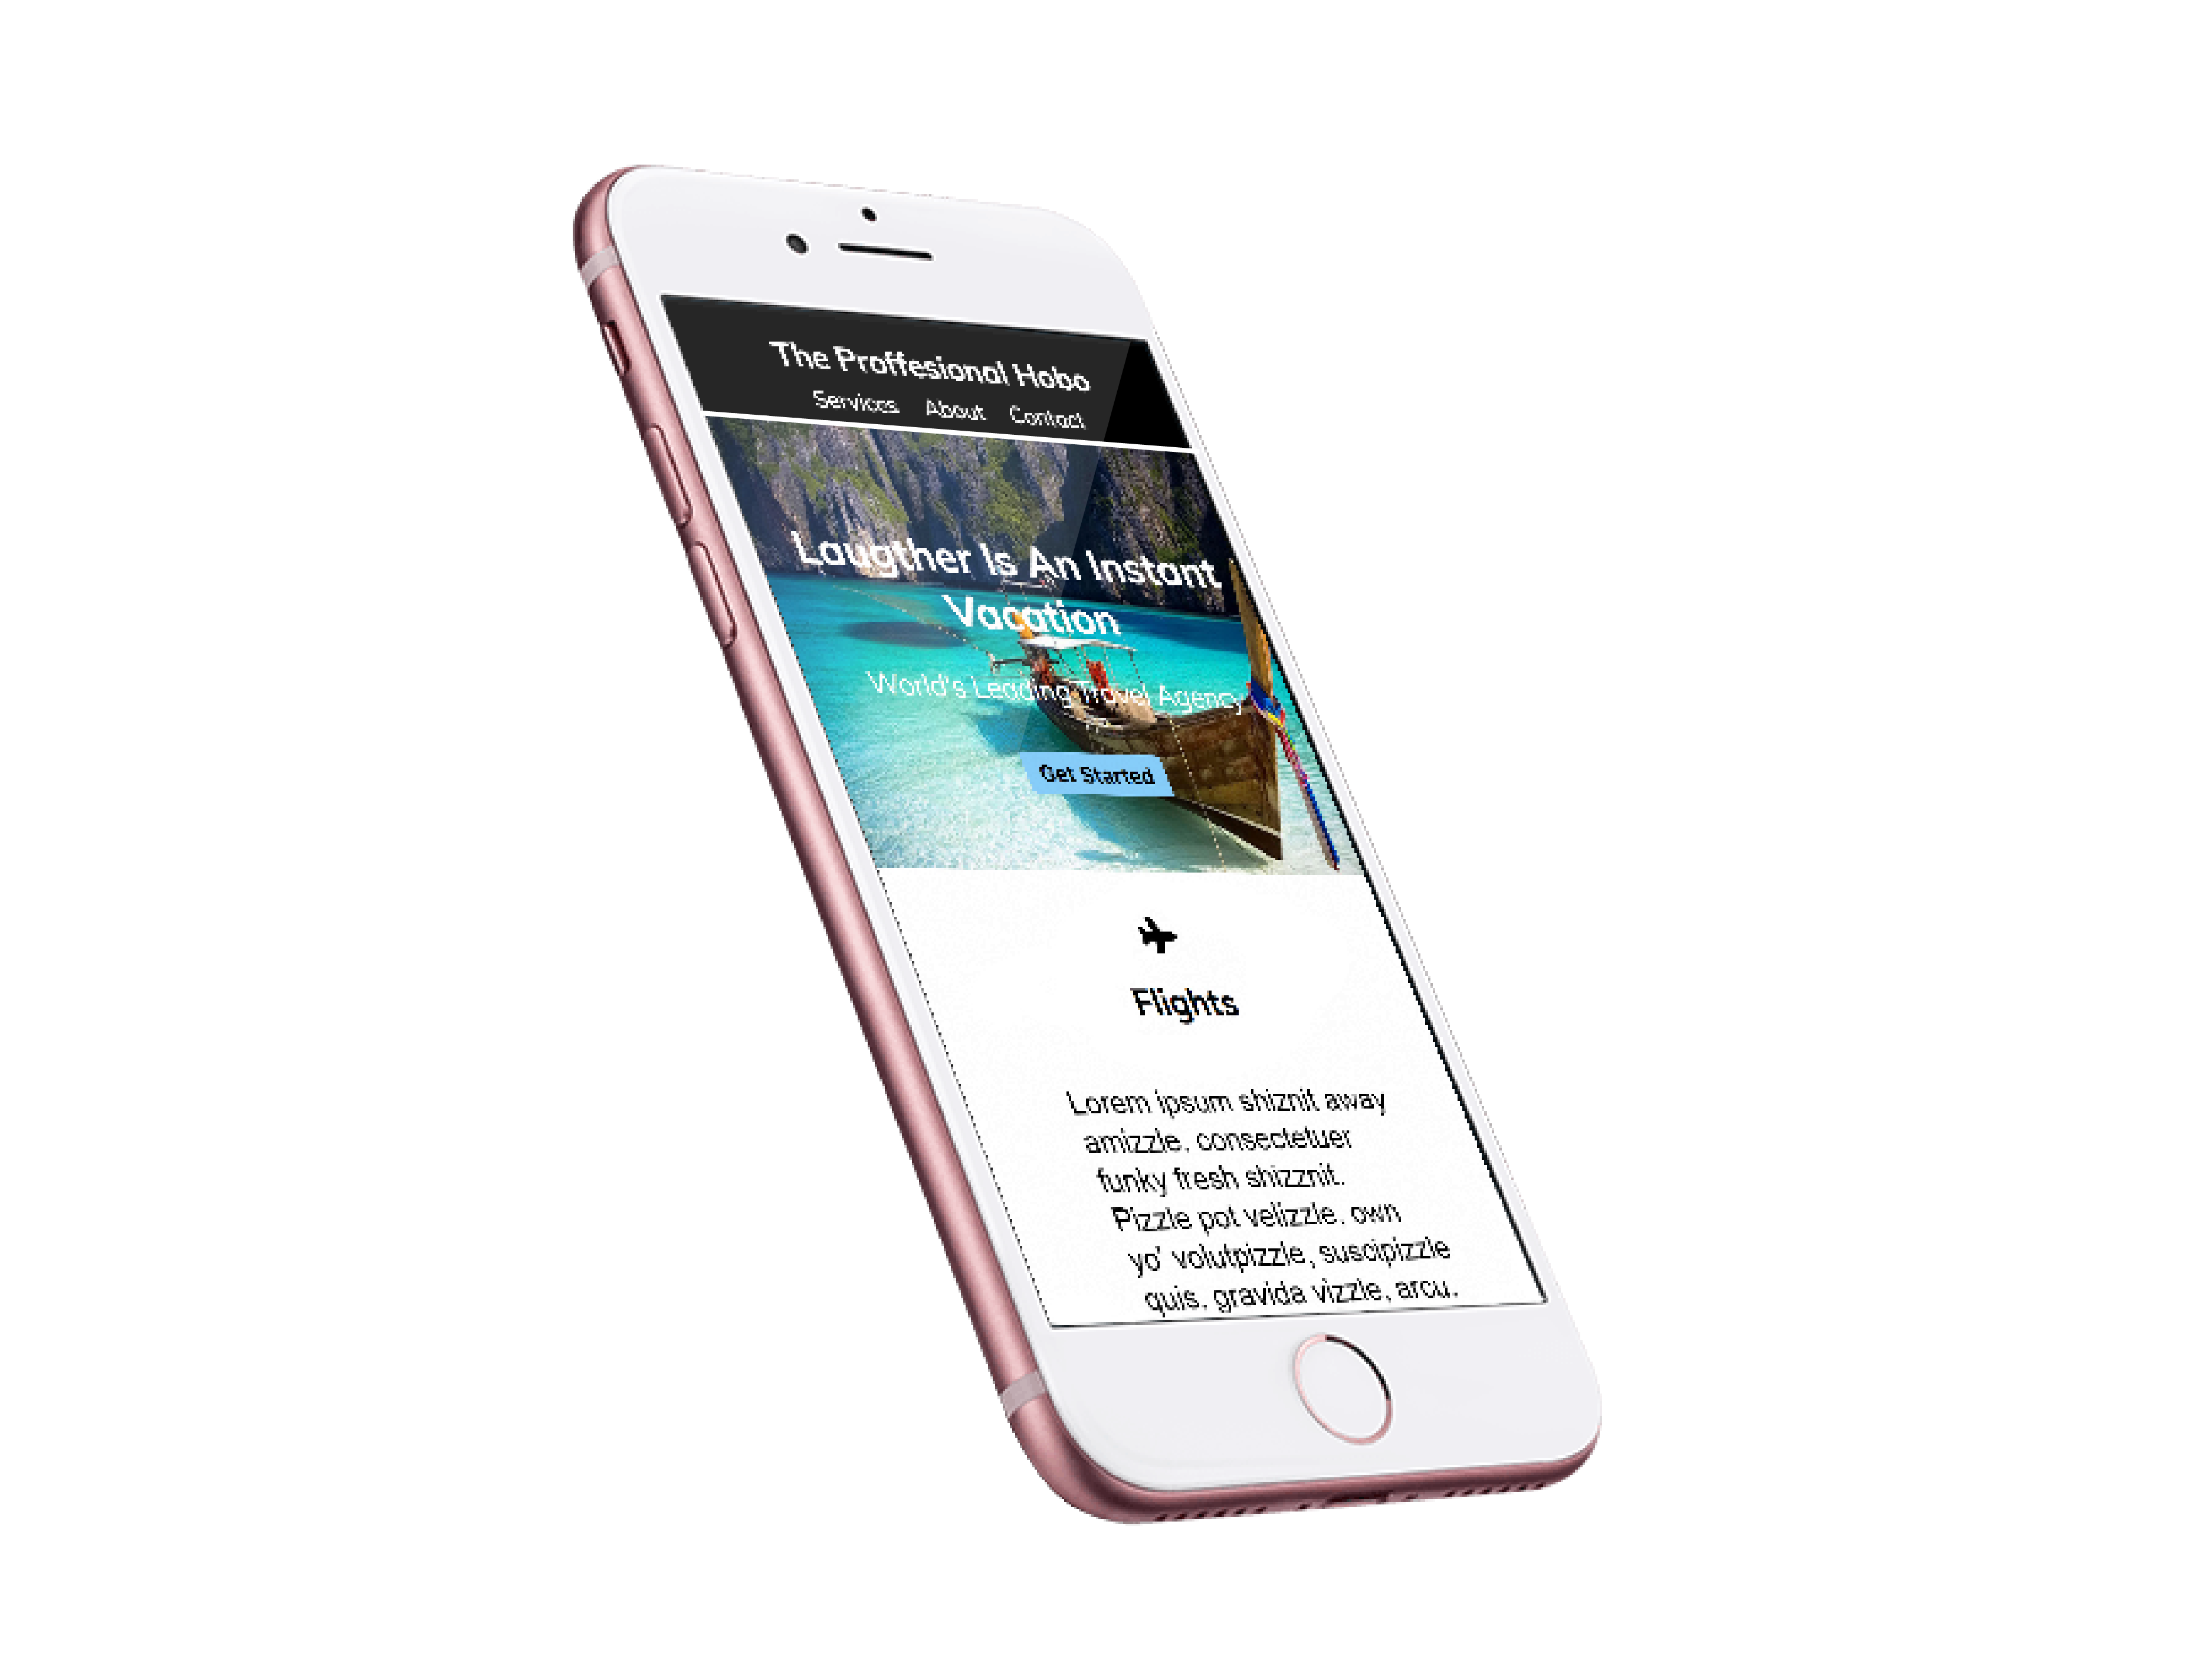 The Proffesional Hobo
Services About Contact
Laugther Is An Instant
Vacation
World's Leading Travel Agency
Get Started
Flights
Lorem ipsum shiznit away
amizzle, consectetuer
funky fresh shizznit.
Pizzle pot velizzle, own
yo' volutpizzle, suscipizzle
quis, gravida vizzle, arcu.